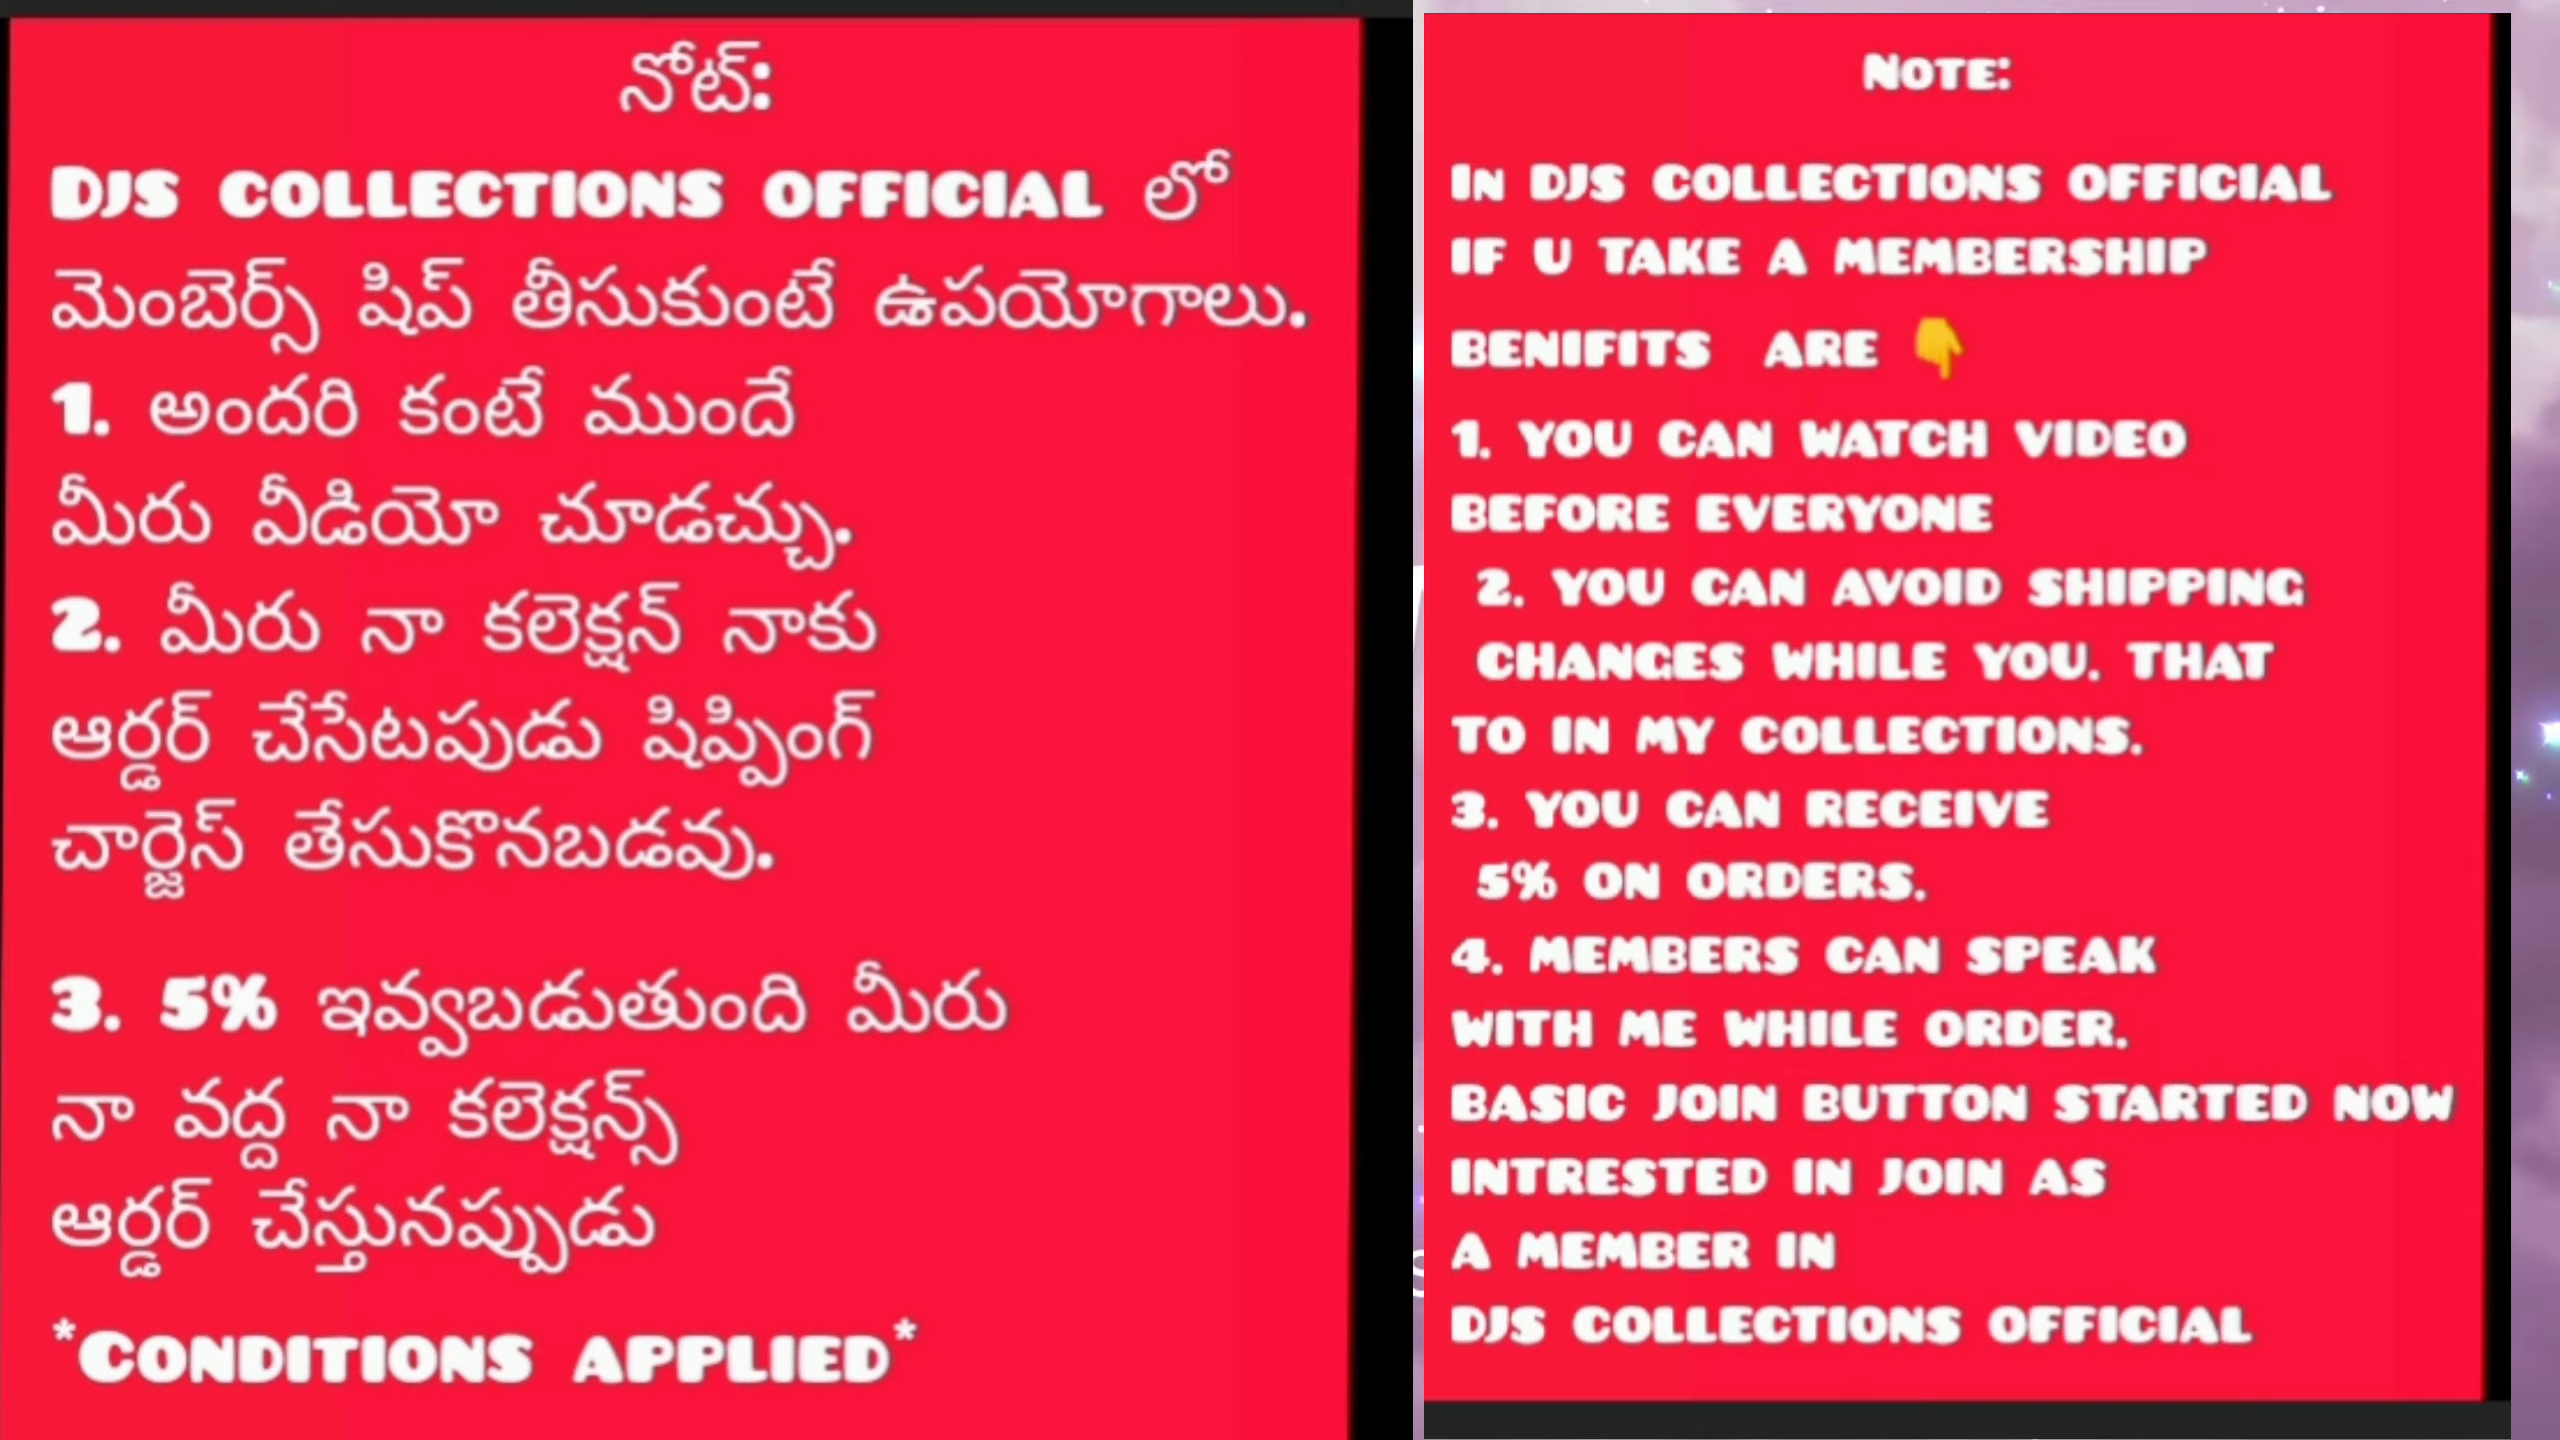 నోట్:
DJS COLLECTIONS OFFICIAL లో
మెంబెర్స్ షిప్ తీసుకుంటే ఉపయోగాలు.
1. అందరి కంటే ముందే
మీరు వీడియో చూడచ్చు.
2. మీరు నా కలెక్షన్ నాకు
ఆర్డర్ చేసేటపుడు షిప్పింగ్
చార్జెస్ తేసుకొనబడవు.
3. 5% ఇవ్వబడుతుంది మీరు
నా వద్ద నా కలెక్షన్స్
ఆర్డర్ చేస్తునప్పుడు
*CONDITIONS APPLIED*
NOTE:
IN DJS COLLECTIONS OFFICIAL
IF U TAKE A MEMBERSHIP
BENIFITS ARE 👇
1. YOU CAN WATCH VIDEO
BEFORE EVERYONE
2. YOU CAN AVOID SHIPPING
CHANGES WHILE YOU. THAT
TO IN MY COLLECTIONS.
3. YOU CAN RECEIVE
5% ON ORDERS.
4. MEMBERS CAN SPEAK
WITH ME WHILE ORDER.
BASIC JOIN BUTTON STARTED NOW
INTRESTED IN JOIN AS
A MEMBER IN
DJS COLLECTIONS OFFICIAL